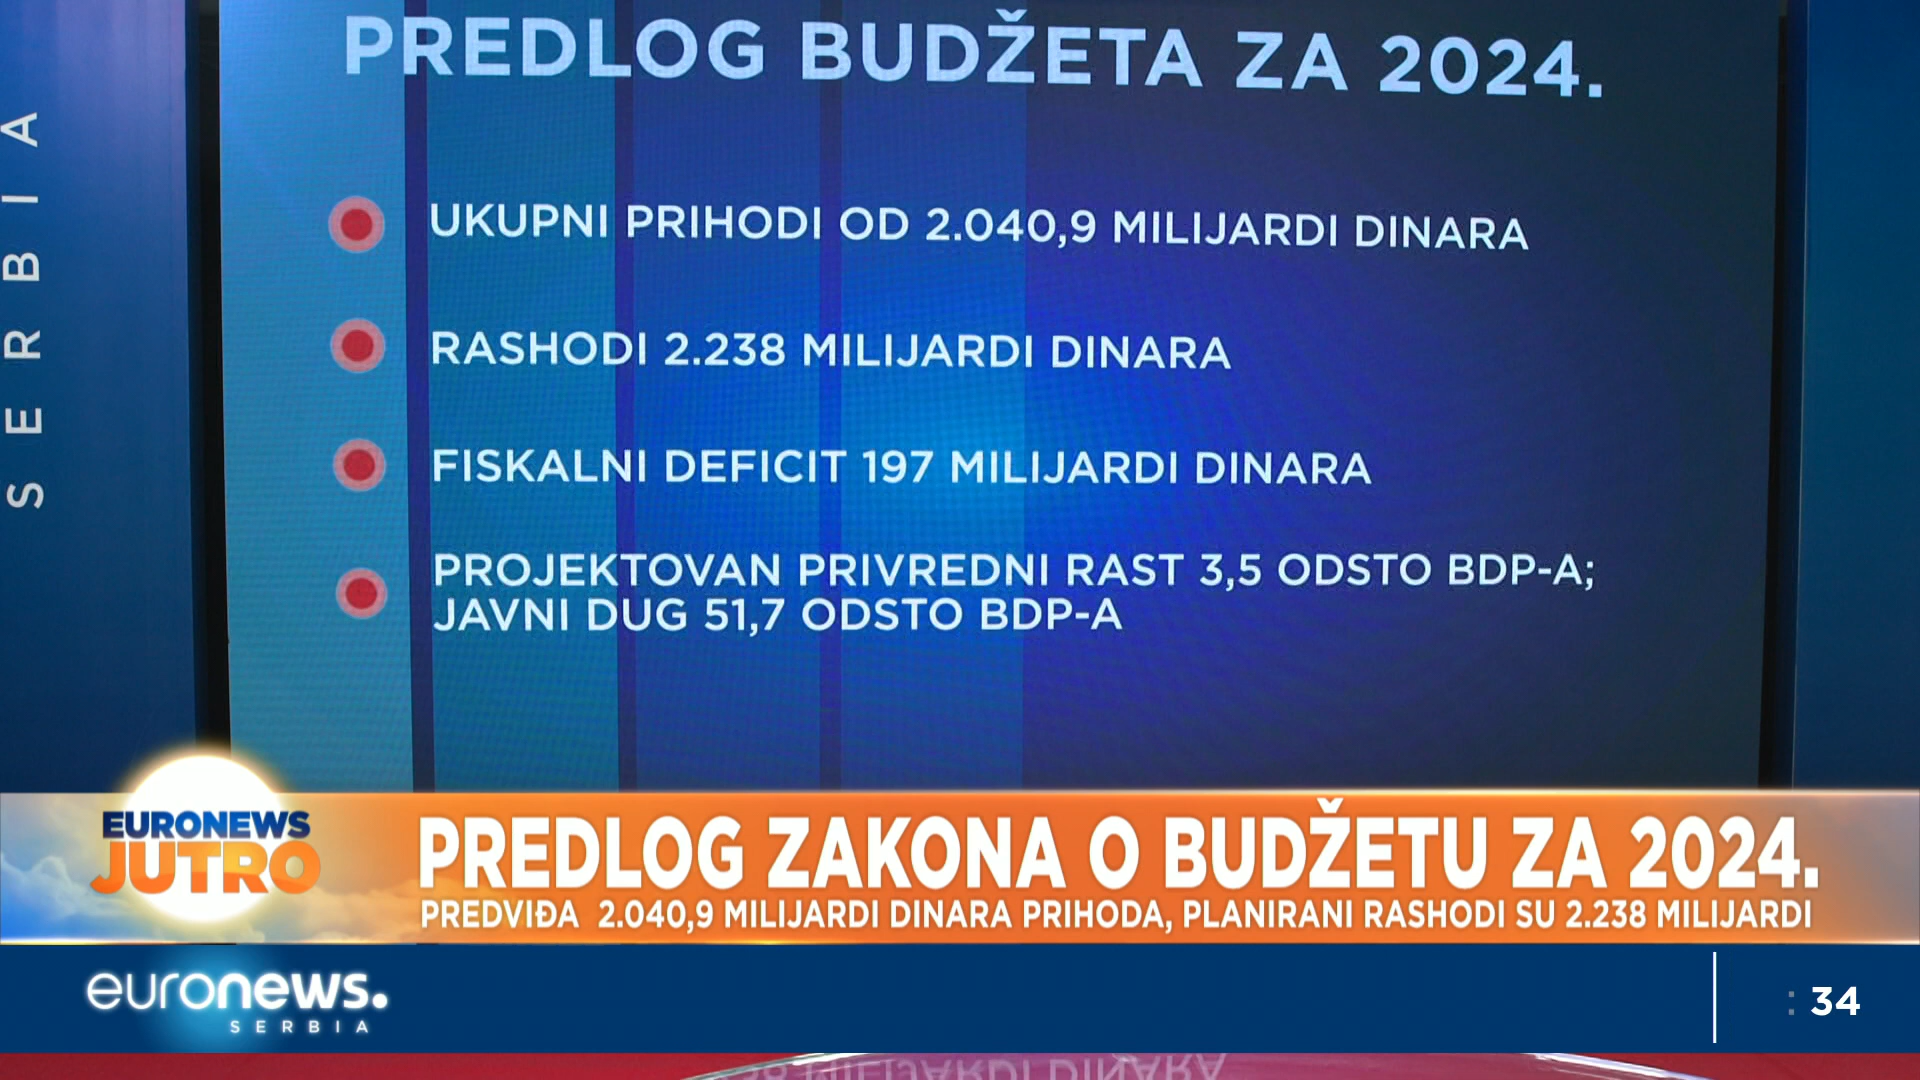 PREDLOG BUDŽETA ZA 2024.
SERBIA
UKUPNI PRIHODI OD 2.040,9 MILIJARDI DINARA
RASHODI 2.238 MILIJARDI DINARA
FISKALNI DEFICIT 197 MILIJARDI DINARA
PROJEKTOVAN PRIVREDNI RAST 3,5 ODSTO BDP-A;
JAVNI DUG 51,7 ODSTO BDP-A
EURONEWS
JUTRO
PREDLOG ZAKONA O BUDŽETU ZA 2024.
PREDVIĐA 2.040,9 MILIJARDI DINARA PRIHODA, PLANIRANI RASHODI SU 2.238 MILIJARDI
euronews.
SERBIA
: 34
38 MILIJARDI DINARA